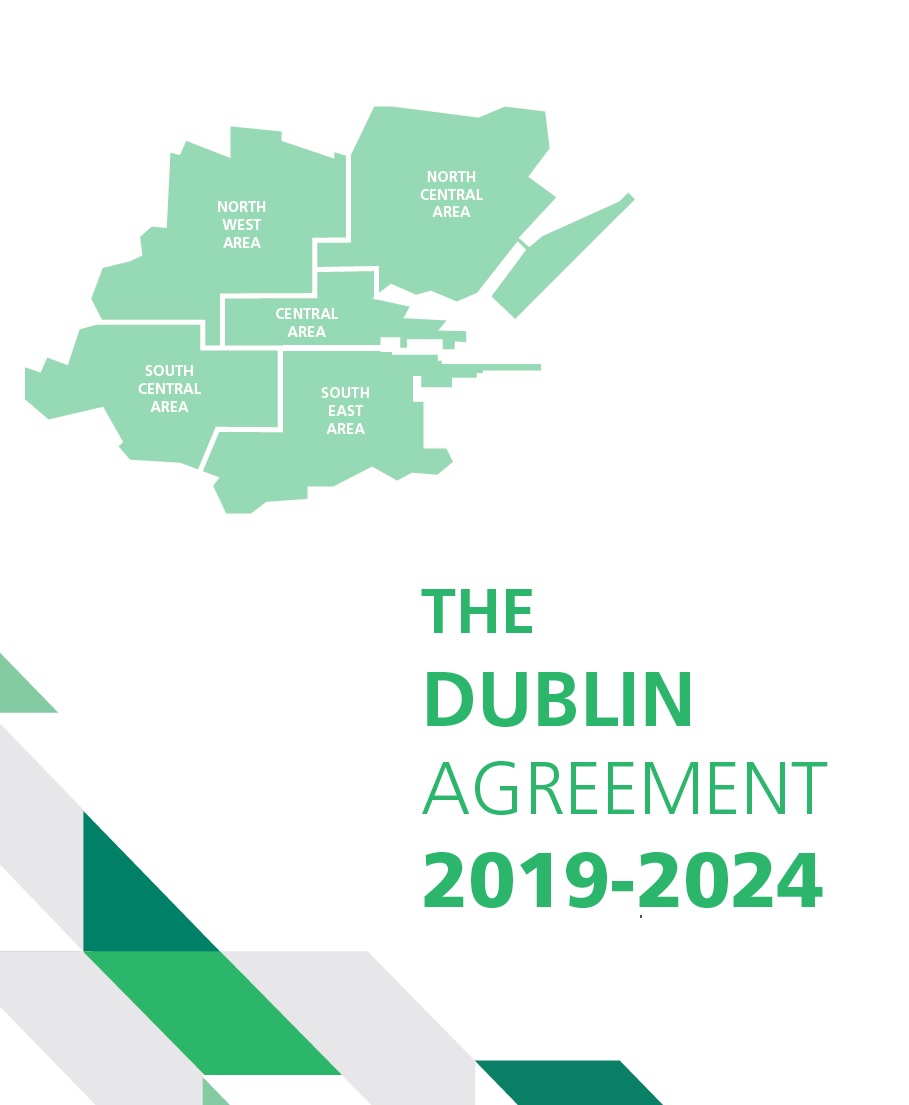 NORTH
WEST
AREA
NORTH
CENTRAL
AREA
CENTRAL
AREA
SOUTH
CENTRAL
AREA
SOUTH
EAST
AREA
THE
DUBLIN
AGREEMENT
2019-2024